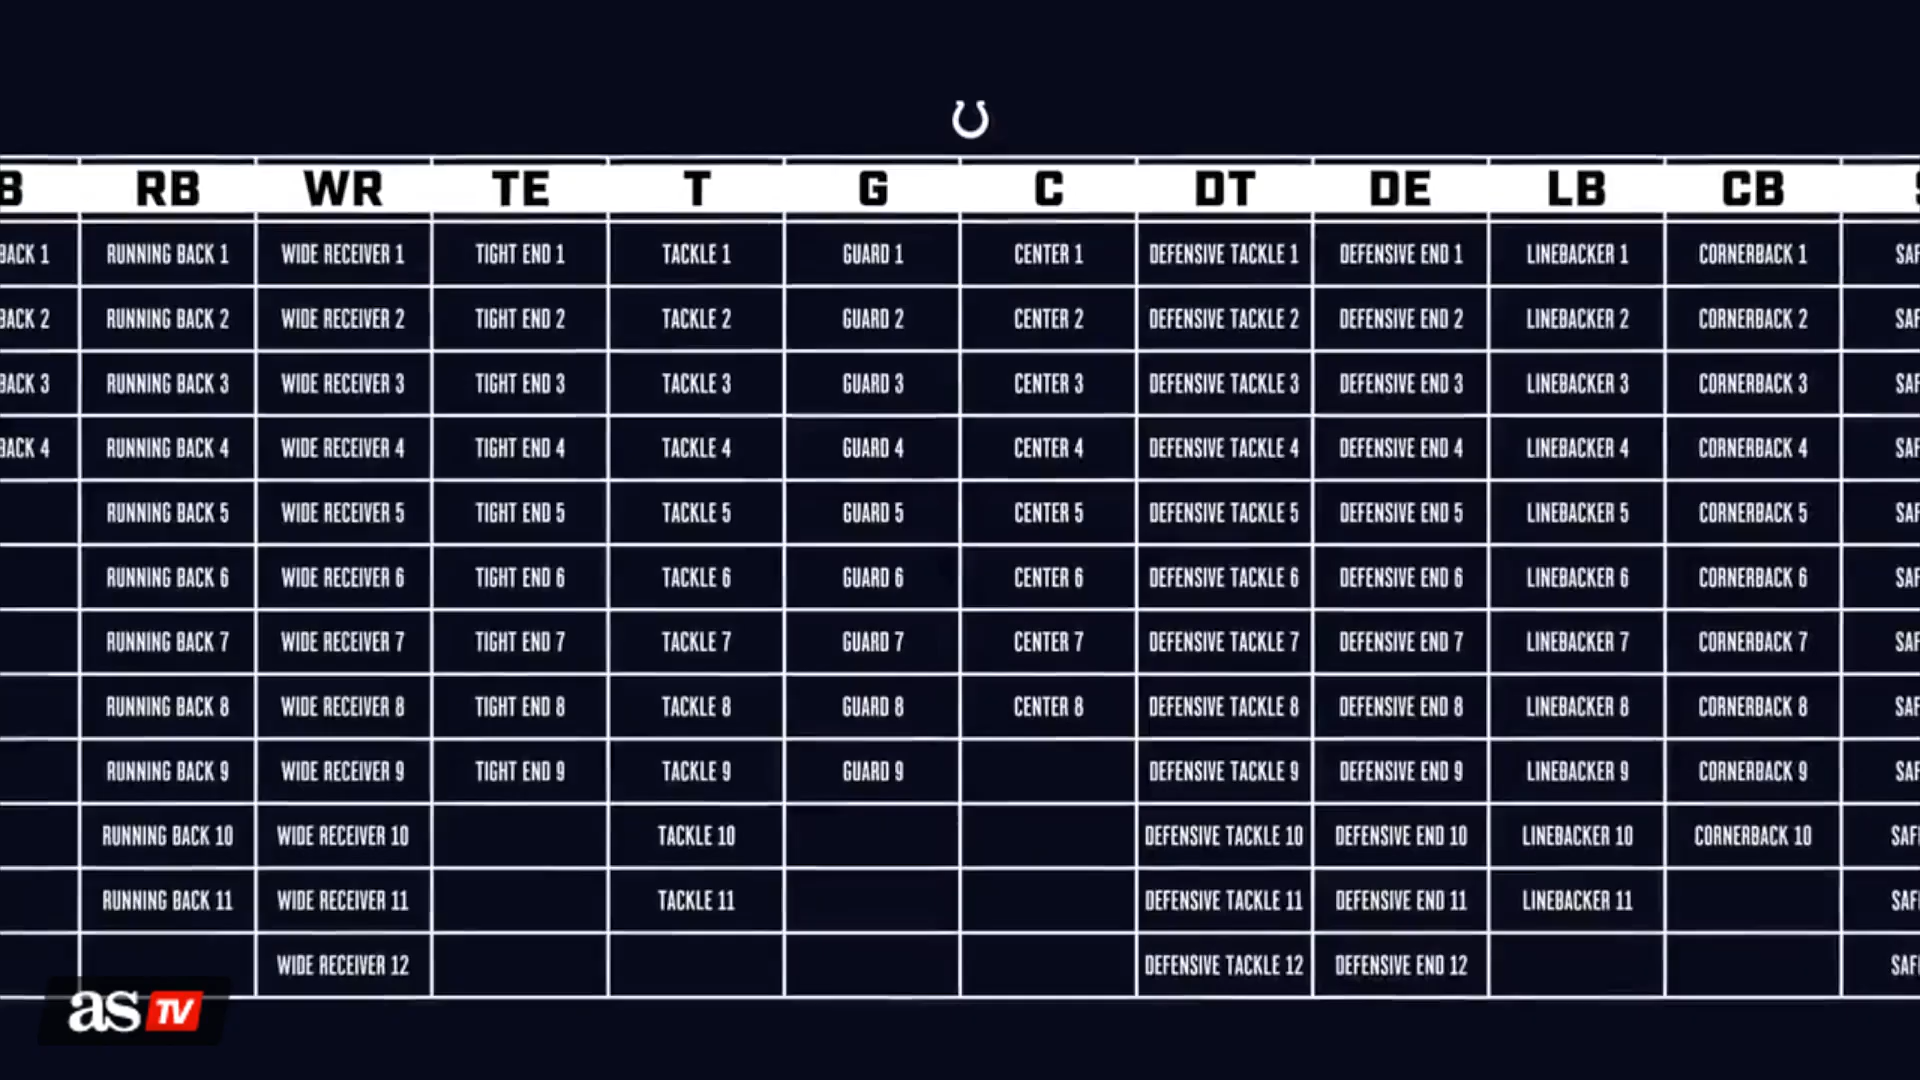 B RB WR TE T G C DT DE LB CB S
BACK 1 RUNNING BACK 1 WIDE RECEIVER 1 TIGHT END 1 TACKLE 1 GUARD 1 CENTER 1 DEFENSIVE TACKLE 1 DEFENSIVE END 1 LINEBACKER 1 CORNERBACK 1 SAF
BACK 2 RUNNING BACK 2 WIDE RECEIVER 2 TIGHT END 2 TACKLE 2 GUARD 2 CENTER 2 DEFENSIVE TACKLE 2 DEFENSIVE END 2 LINEBACKER 2 CORNERBACK 2 SAF
BACK 3 RUNNING BACK 3 WIDE RECEIVER 3 TIGHT END 3 TACKLE 3 GUARD 3 CENTER 3 DEFENSIVE TACKLE 3 DEFENSIVE END 3 LINEBACKER 3 CORNERBACK 3 SAF
BACK 4 RUNNING BACK 4 WIDE RECEIVER 4 TIGHT END 4 TACKLE 4 GUARD 4 CENTER 4 DEFENSIVE TACKLE 4 DEFENSIVE END 4 LINEBACKER 4 CORNERBACK 4 SAF
RUNNING BACK 5 WIDE RECEIVER 5 TIGHT END 5 TACKLE 5 GUARD 5 CENTER 5 DEFENSIVE TACKLE 5 DEFENSIVE END 5 LINEBACKER 5 CORNERBACK 5 SAF
RUNNING BACK 6 WIDE RECEIVER 6 TIGHT END 6 TACKLE 6 GUARD 6 CENTER 6 DEFENSIVE TACKLE 6 DEFENSIVE END 6 LINEBACKER 6 CORNERBACK 6 SAF
RUNNING BACK 7 WIDE RECEIVER 7 TIGHT END 7 TACKLE 7 GUARD 7 CENTER 7 DEFENSIVE TACKLE 7 DEFENSIVE END 7 LINEBACKER 7 CORNERBACK 7 SAF
RUNNING BACK 8 WIDE RECEIVER 8 TIGHT END 8 TACKLE 8 GUARD 8 CENTER 8 DEFENSIVE TACKLE 8 DEFENSIVE END 8 LINEBACKER 8 CORNERBACK 8 SAF
RUNNING BACK 9 WIDE RECEIVER 9 TIGHT END 9 TACKLE 9 GUARD 9 DEFENSIVE TACKLE 9 DEFENSIVE END 9 LINEBACKER 9 CORNERBACK 9 SAF
RUNNING BACK 10 WIDE RECEIVER 10 TACKLE 10 DEFENSIVE TACKLE 10 DEFENSIVE END 10 LINEBACKER 10 CORNERBACK 10 SAF
RUNNING BACK 11 WIDE RECEIVER 11 TACKLE 11 DEFENSIVE TACKLE 11 DEFENSIVE END 11 LINEBACKER 11 SAF
WIDE RECEIVER 12 DEFENSIVE TACKLE 12 DEFENSIVE END 12 SAF
as TV